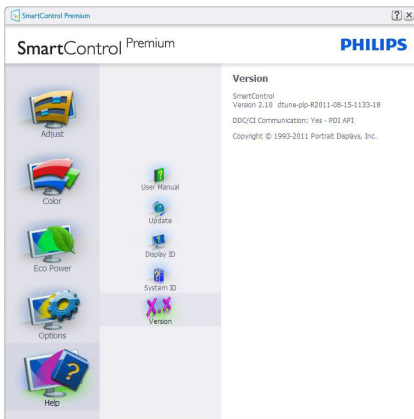 SmartControl Premium
SmartControl Premium
PHILIPS
Adjust
Color
Eco Power
Options
Help
User Manual
Update
Display ID
System ID
X.X
Version
Version
SmartControl
Version 2.10 dtune-plp-R2011-08-15-1133-18
DDC/CI Communication: Yes - PDI API
Copyright © 1993-2011 Portrait Displays, Inc.